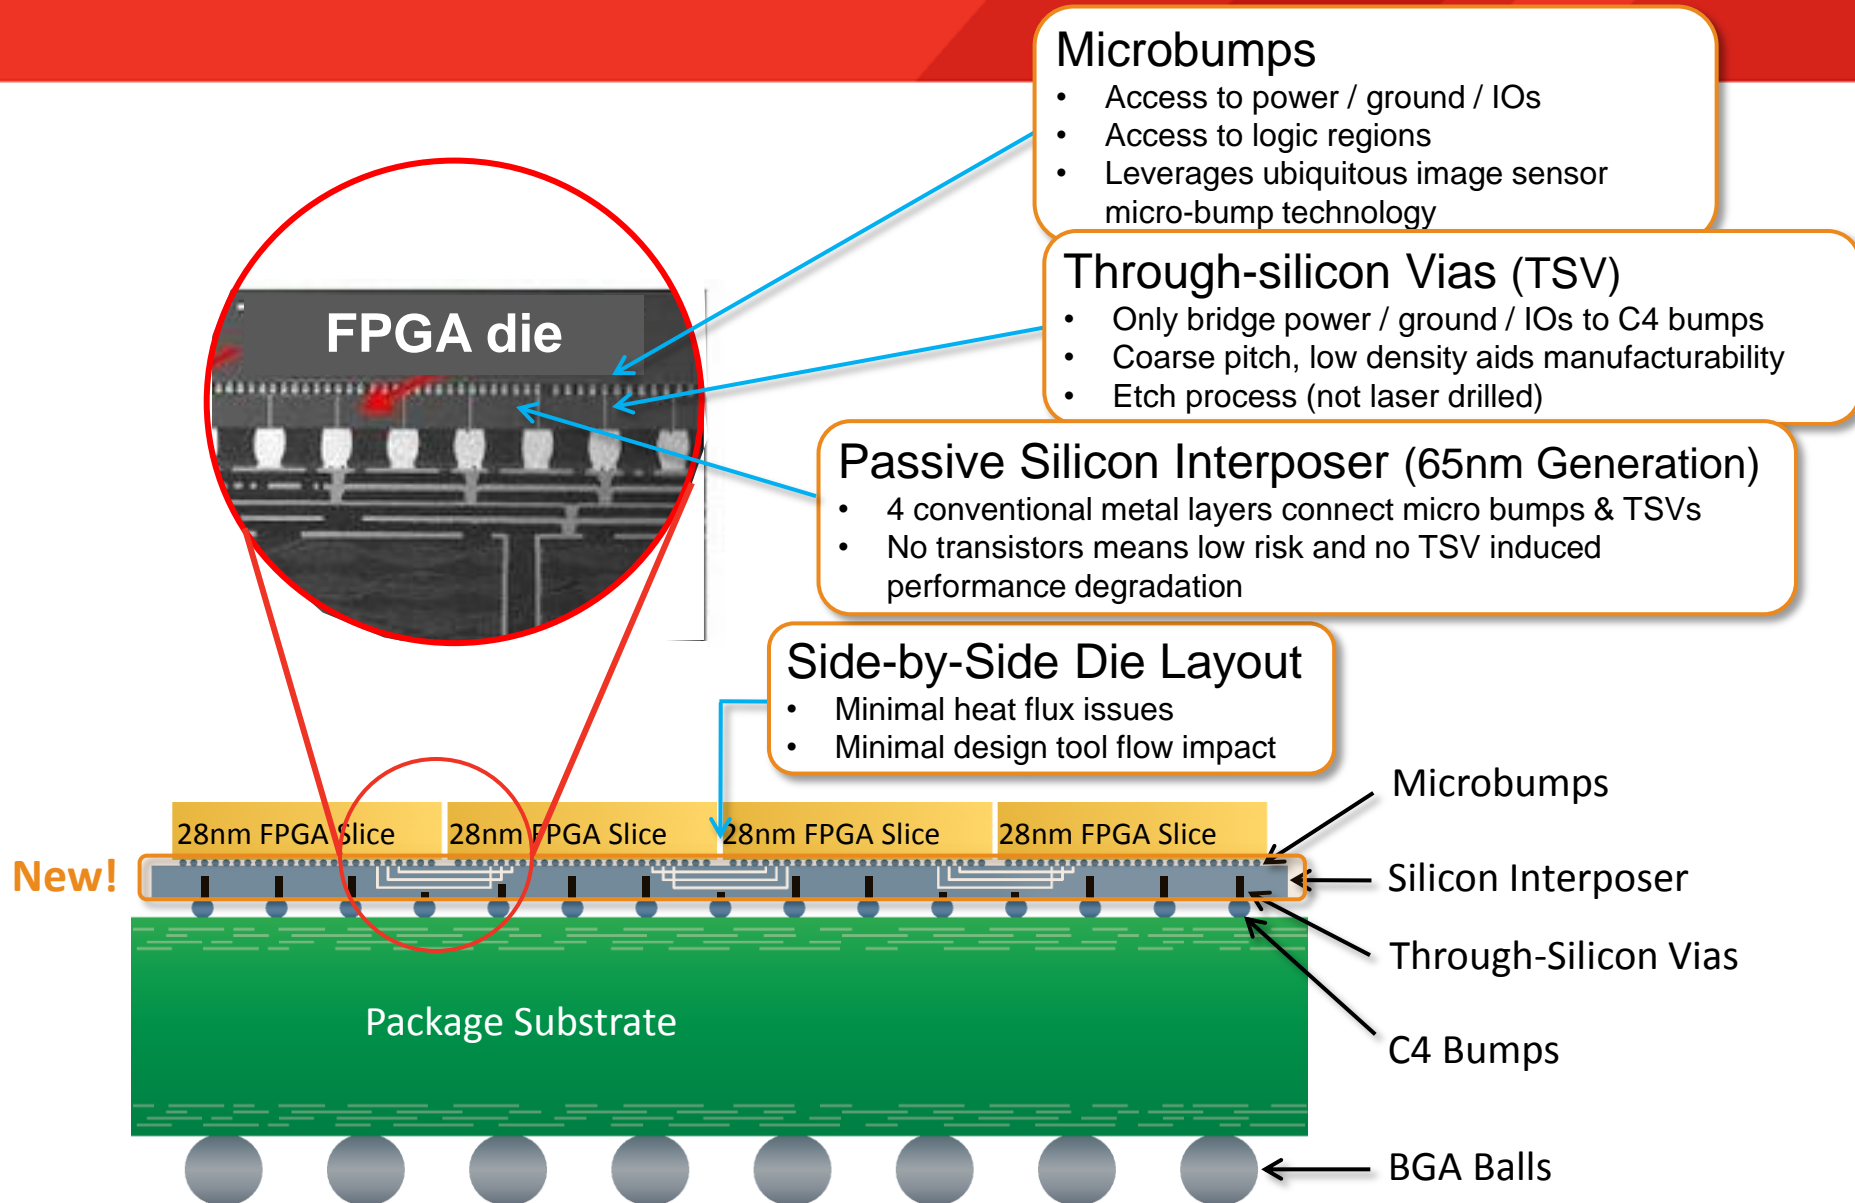 Microbumps
• Access to power / ground / IOs
• Access to logic regions
• Leverages ubiquitous image sensor
micro-bump technology
Through-silicon Vias (TSV)
• Only bridge power / ground / IOs to C4 bumps
• Coarse pitch, low density aids manufacturability
• Etch process (not laser drilled)
FPGA die
Passive Silicon Interposer (65nm Generation)
• 4 conventional metal layers connect micro bumps & TSVs
• No transistors means low risk and no TSV induced
performance degradation
Side-by-Side Die Layout
• Minimal heat flux issues
• Minimal design tool flow impact
Microbumps
28nm FPGA Slice
28nm FPGA Slice
28nm FPGA Slice
28nm FPGA Slice
New!
Silicon Interposer
Through-Silicon Vias
Package Substrate
C4 Bumps
BGA Balls